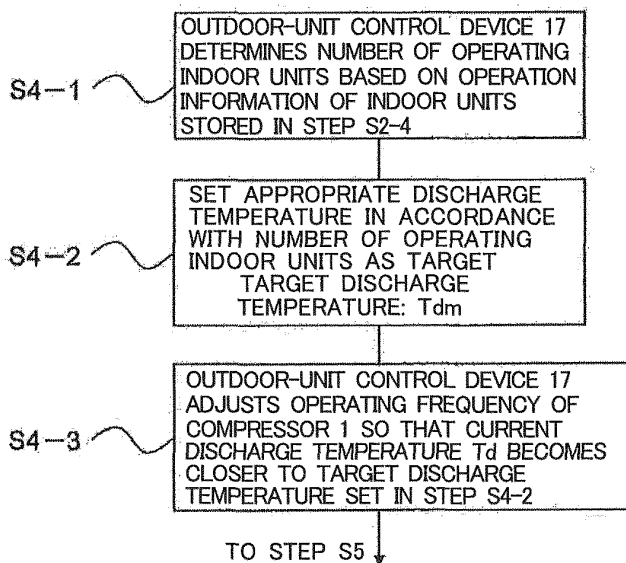 OUTDOOR-UNIT CONTROL DEVICE 17
DETERMINES NUMBER OF OPERATING
INDOOR UNITS BASED ON OPERATION
INFORMATION OF INDOOR UNITS
STORED IN STEP S2-4
S4-1
SET APPROPRIATE DISCHARGE
TEMPERATURE IN ACCORDANCE
WITH NUMBER OF OPERATING
INDOOR UNITS AS TARGET
TARGET DISCHARGE
TEMPERATURE: Tdm
S4-2
OUTDOOR-UNIT CONTROL DEVICE 17
ADJUSTS OPERATING FREQUENCY OF
COMPRESSOR 1 SO THAT CURRENT
DISCHARGE TEMPERATURE Td BECOMES
CLOSER TO TARGET DISCHARGE
TEMPERATURE SET IN STEP S4-2
S4-3
TO STEP S5